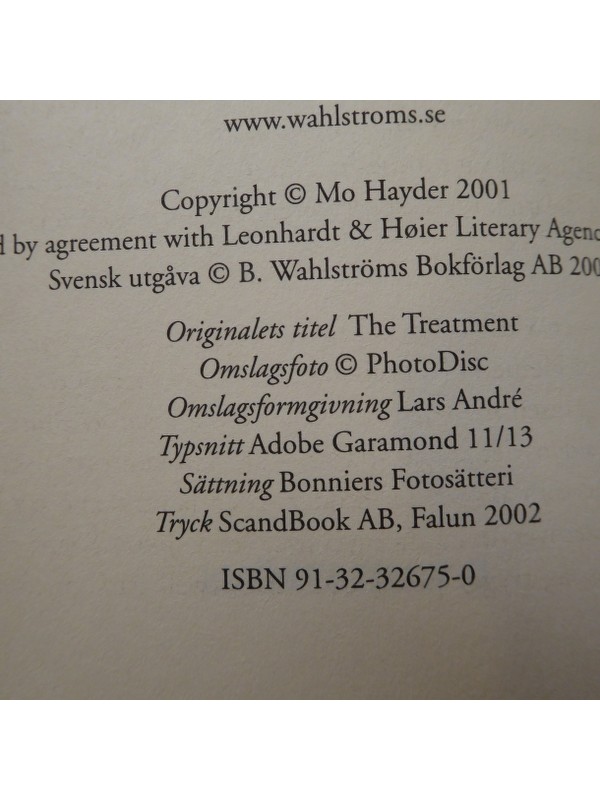 www.wahlstroms.se
Copyright © Mo Hayder 2001
by agreement with Leonhardt & Høier Literary
Svensk utgåva © B. Wahlströms Bokförlag AB
Originalets titel The Treatment
Omslagsfoto © PhotoDisc
Omslagsformgivning Lars André
Typsnitt Adobe Garamond 11/13
Sättning Bonniers Fotosätteri
Tryck ScandBook AB, Falun 2002
ISBN 91-32-32675-0